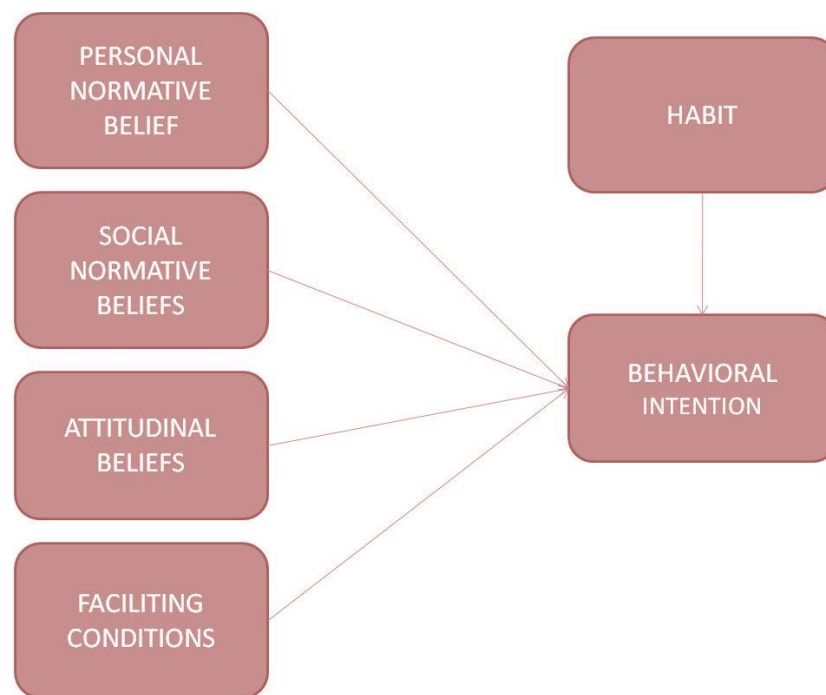 PERSONAL
NORMATIVE
BELIEF
SOCIAL
NORMATIVE
BELIEFS
ATTITUDINAL
BELIEFS
FACILITING
CONDITIONS
HABIT
BEHAVIORAL
INTENTION